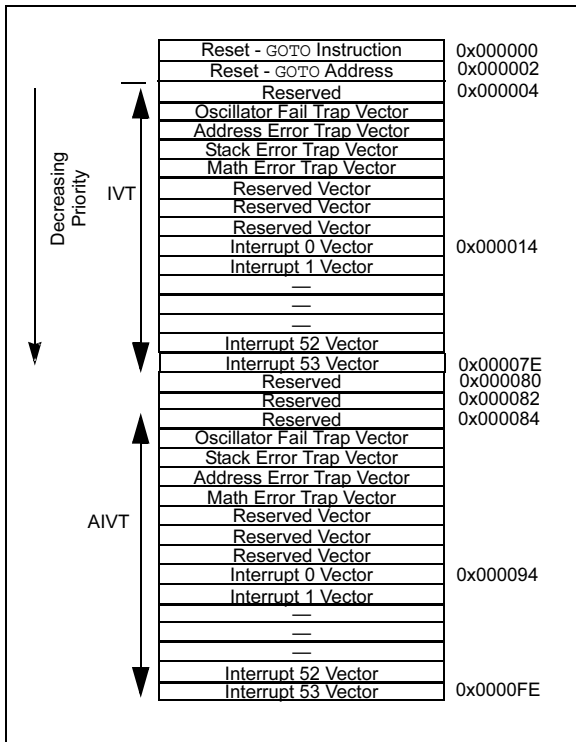 Reset - GOTO Instruction 0x000000
Reset - GOTO Address 0x000002
Reserved 0x000004
Oscillator Fail Trap Vector
Address Error Trap Vector
Stack Error Trap Vector
Math Error Trap Vector
Reserved Vector
Reserved Vector
Reserved Vector
Interrupt 0 Vector 0x000014
Interrupt 1 Vector
—
—
—
Interrupt 52 Vector
Interrupt 53 Vector 0x00007E
Reserved 0x000080
Reserved 0x000082
Reserved 0x000084
Oscillator Fail Trap Vector
Stack Error Trap Vector
Address Error Trap Vector
Math Error Trap Vector
Reserved Vector
Reserved Vector
Reserved Vector
Interrupt 0 Vector 0x000094
Interrupt 1 Vector
—
—
—
Interrupt 52 Vector
Interrupt 53 Vector 0x0000FE
Decreasing
Priority
IVT
AIVT